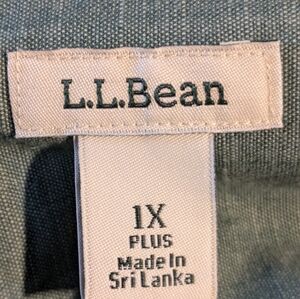 L.L.Bean
1X
PLUS
Made In
Sri Lanka